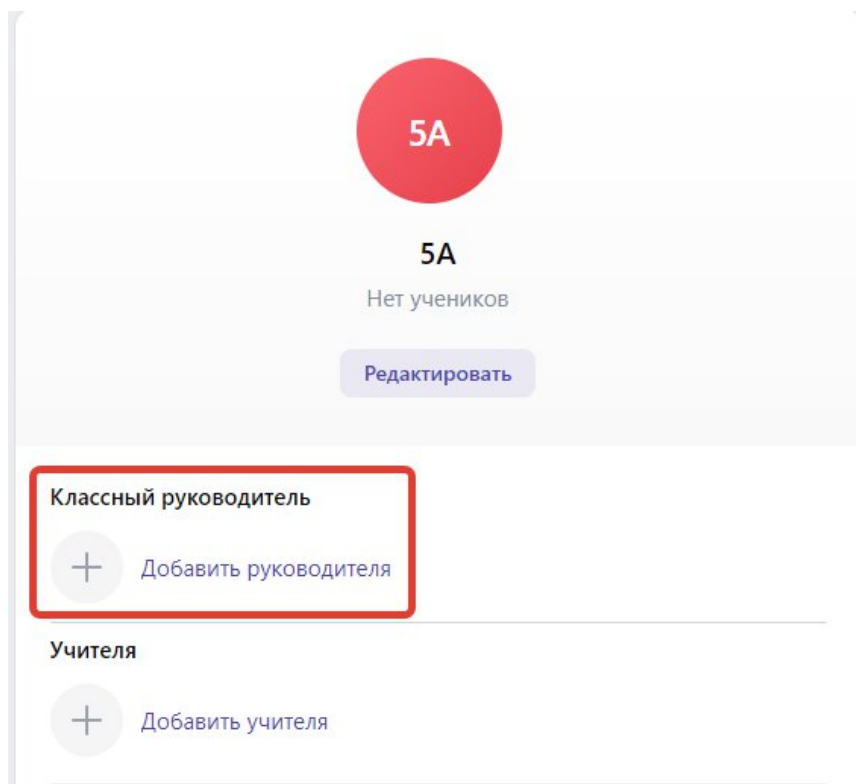 5А
5А
Нет учеников
Редактировать
Классный руководитель
Добавить руководителя
Учителя
Добавить учителя